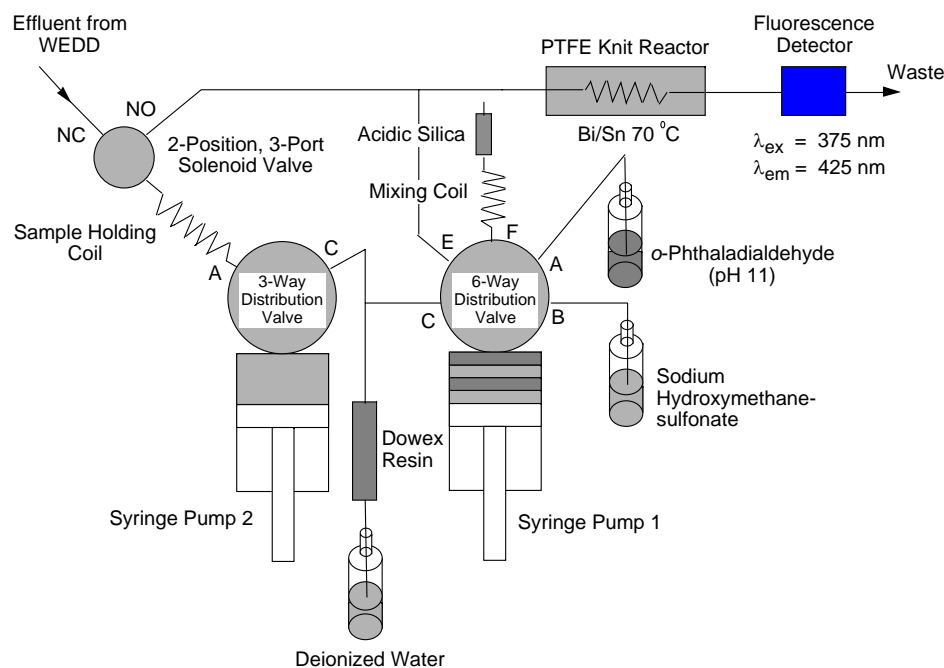 Effluent from
WEDD
NO
NC
2-Position, 3-Port
Solenoid Valve
Sample Holding
Coil
A
C
3-Way
Distribution
Valve
Syringe Pump 2
Dowex
Resin
Deionized Water
PTFE Knit Reactor
Bi/Sn 70 °C
Acidic Silica
Mixing Coil
E
F
A
C
B
6-Way
Distribution
Valve
Syringe Pump 1
Fluorescence
Detector
Waste
λex = 375 nm
λem = 425 nm
o-Phthaladialdehyde
(pH 11)
Sodium
Hydroxymethane-
sulfonate